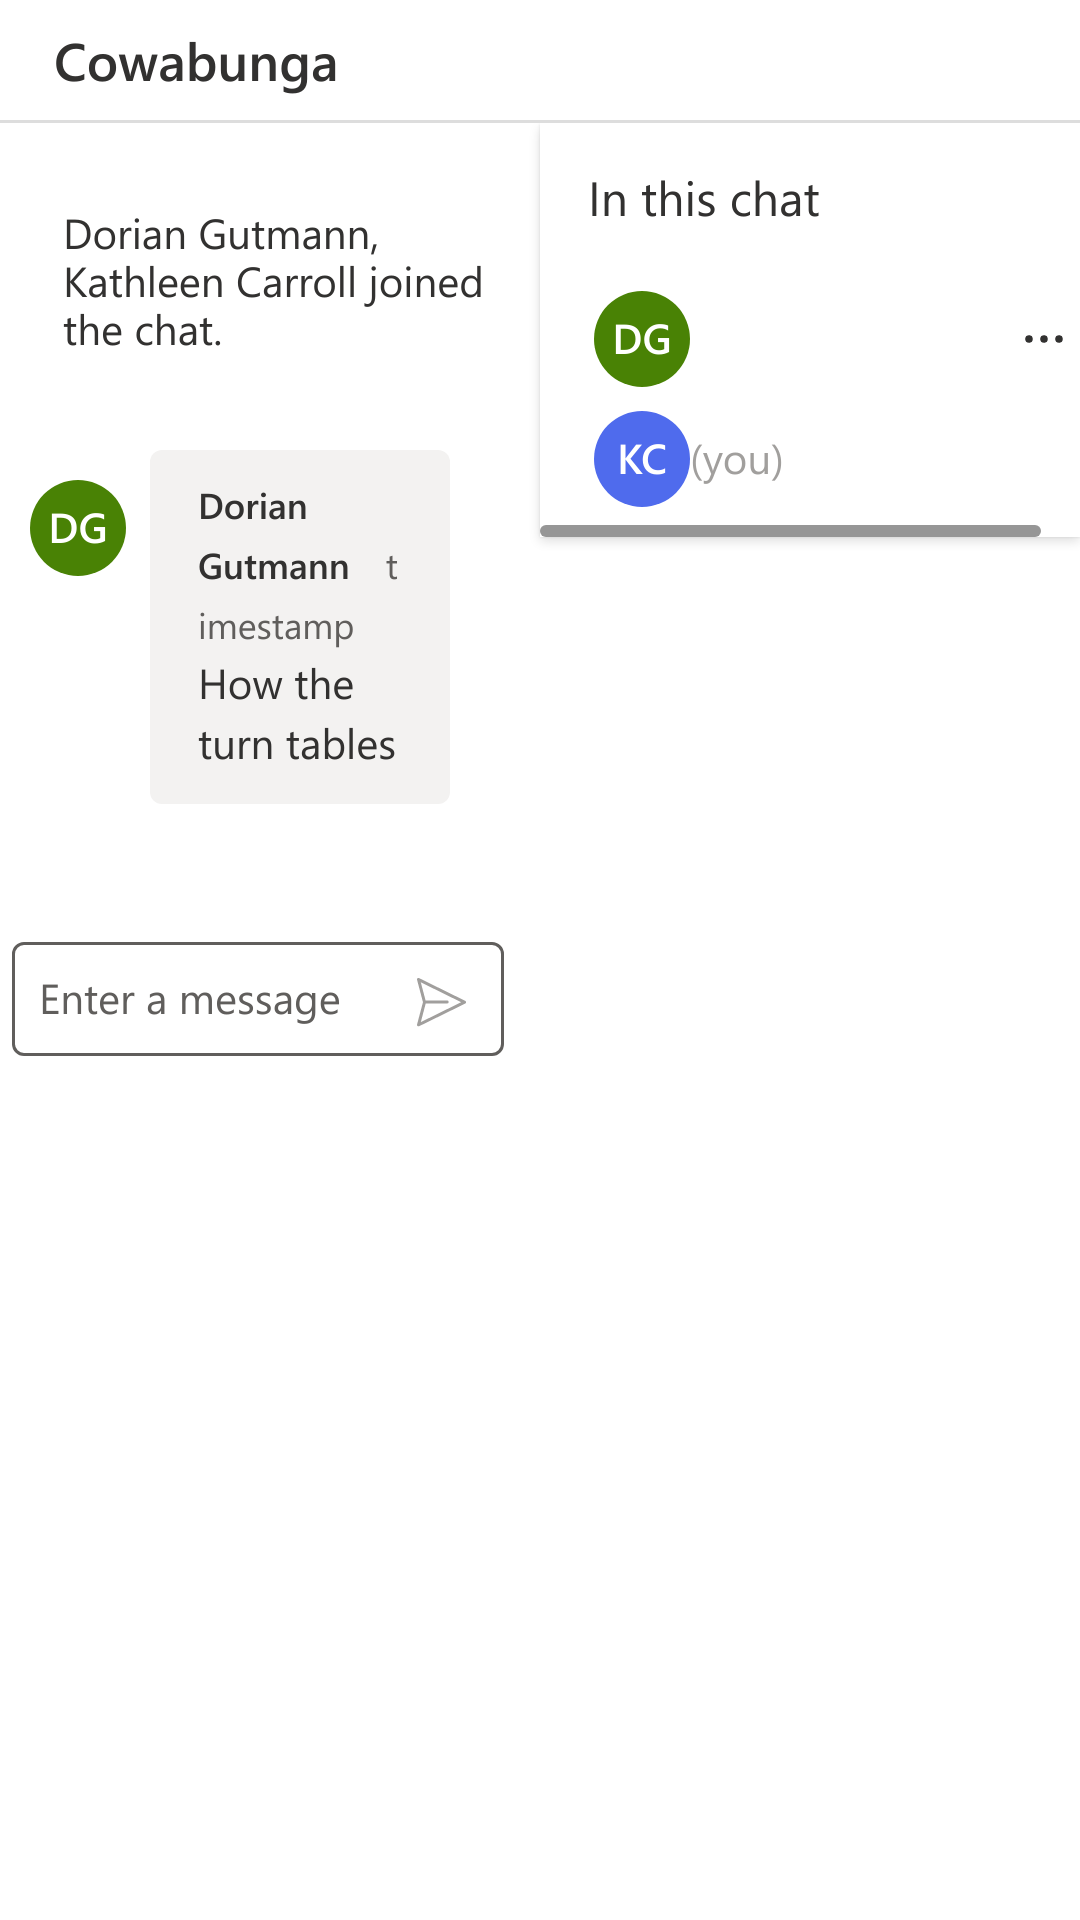 Cowabunga
Dorian Gutmann,
Kathleen Carroll joined
the chat.
DG
Dorian
Gutmann t
imestamp
How the
turn tables
Enter a message
In this chat
DG
KC (you)